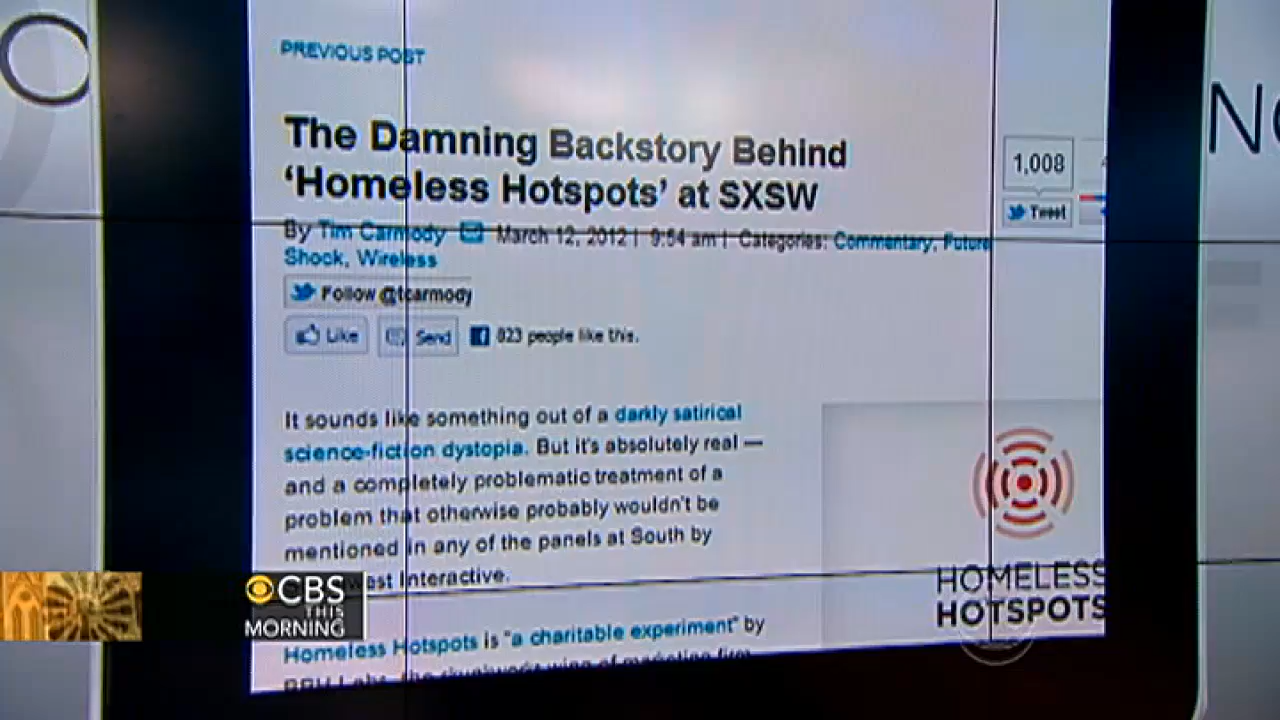 PREVIOUS POST
The Damning Backstory Behind
‘Homeless Hotspots’ at SXSW
1,008
Tweet
By Tim Carmody March 12, 2012 | 9:54 am | Categories: Commentary, Future
Shock, Wireless
Follow @tcarmody
Like Send 823 people like this.
It sounds like something out of a darkly satirical
science-fiction dystopia. But it's absolutely real —
and a completely problematic treatment of a
problem that otherwise probably wouldn't be
mentioned in any of the panels at South by
Interactive.
HOMELESS
HOTSPOTS
Homeless Hotspots is "a charitable experiment" by
CBS
THIS
MORNING